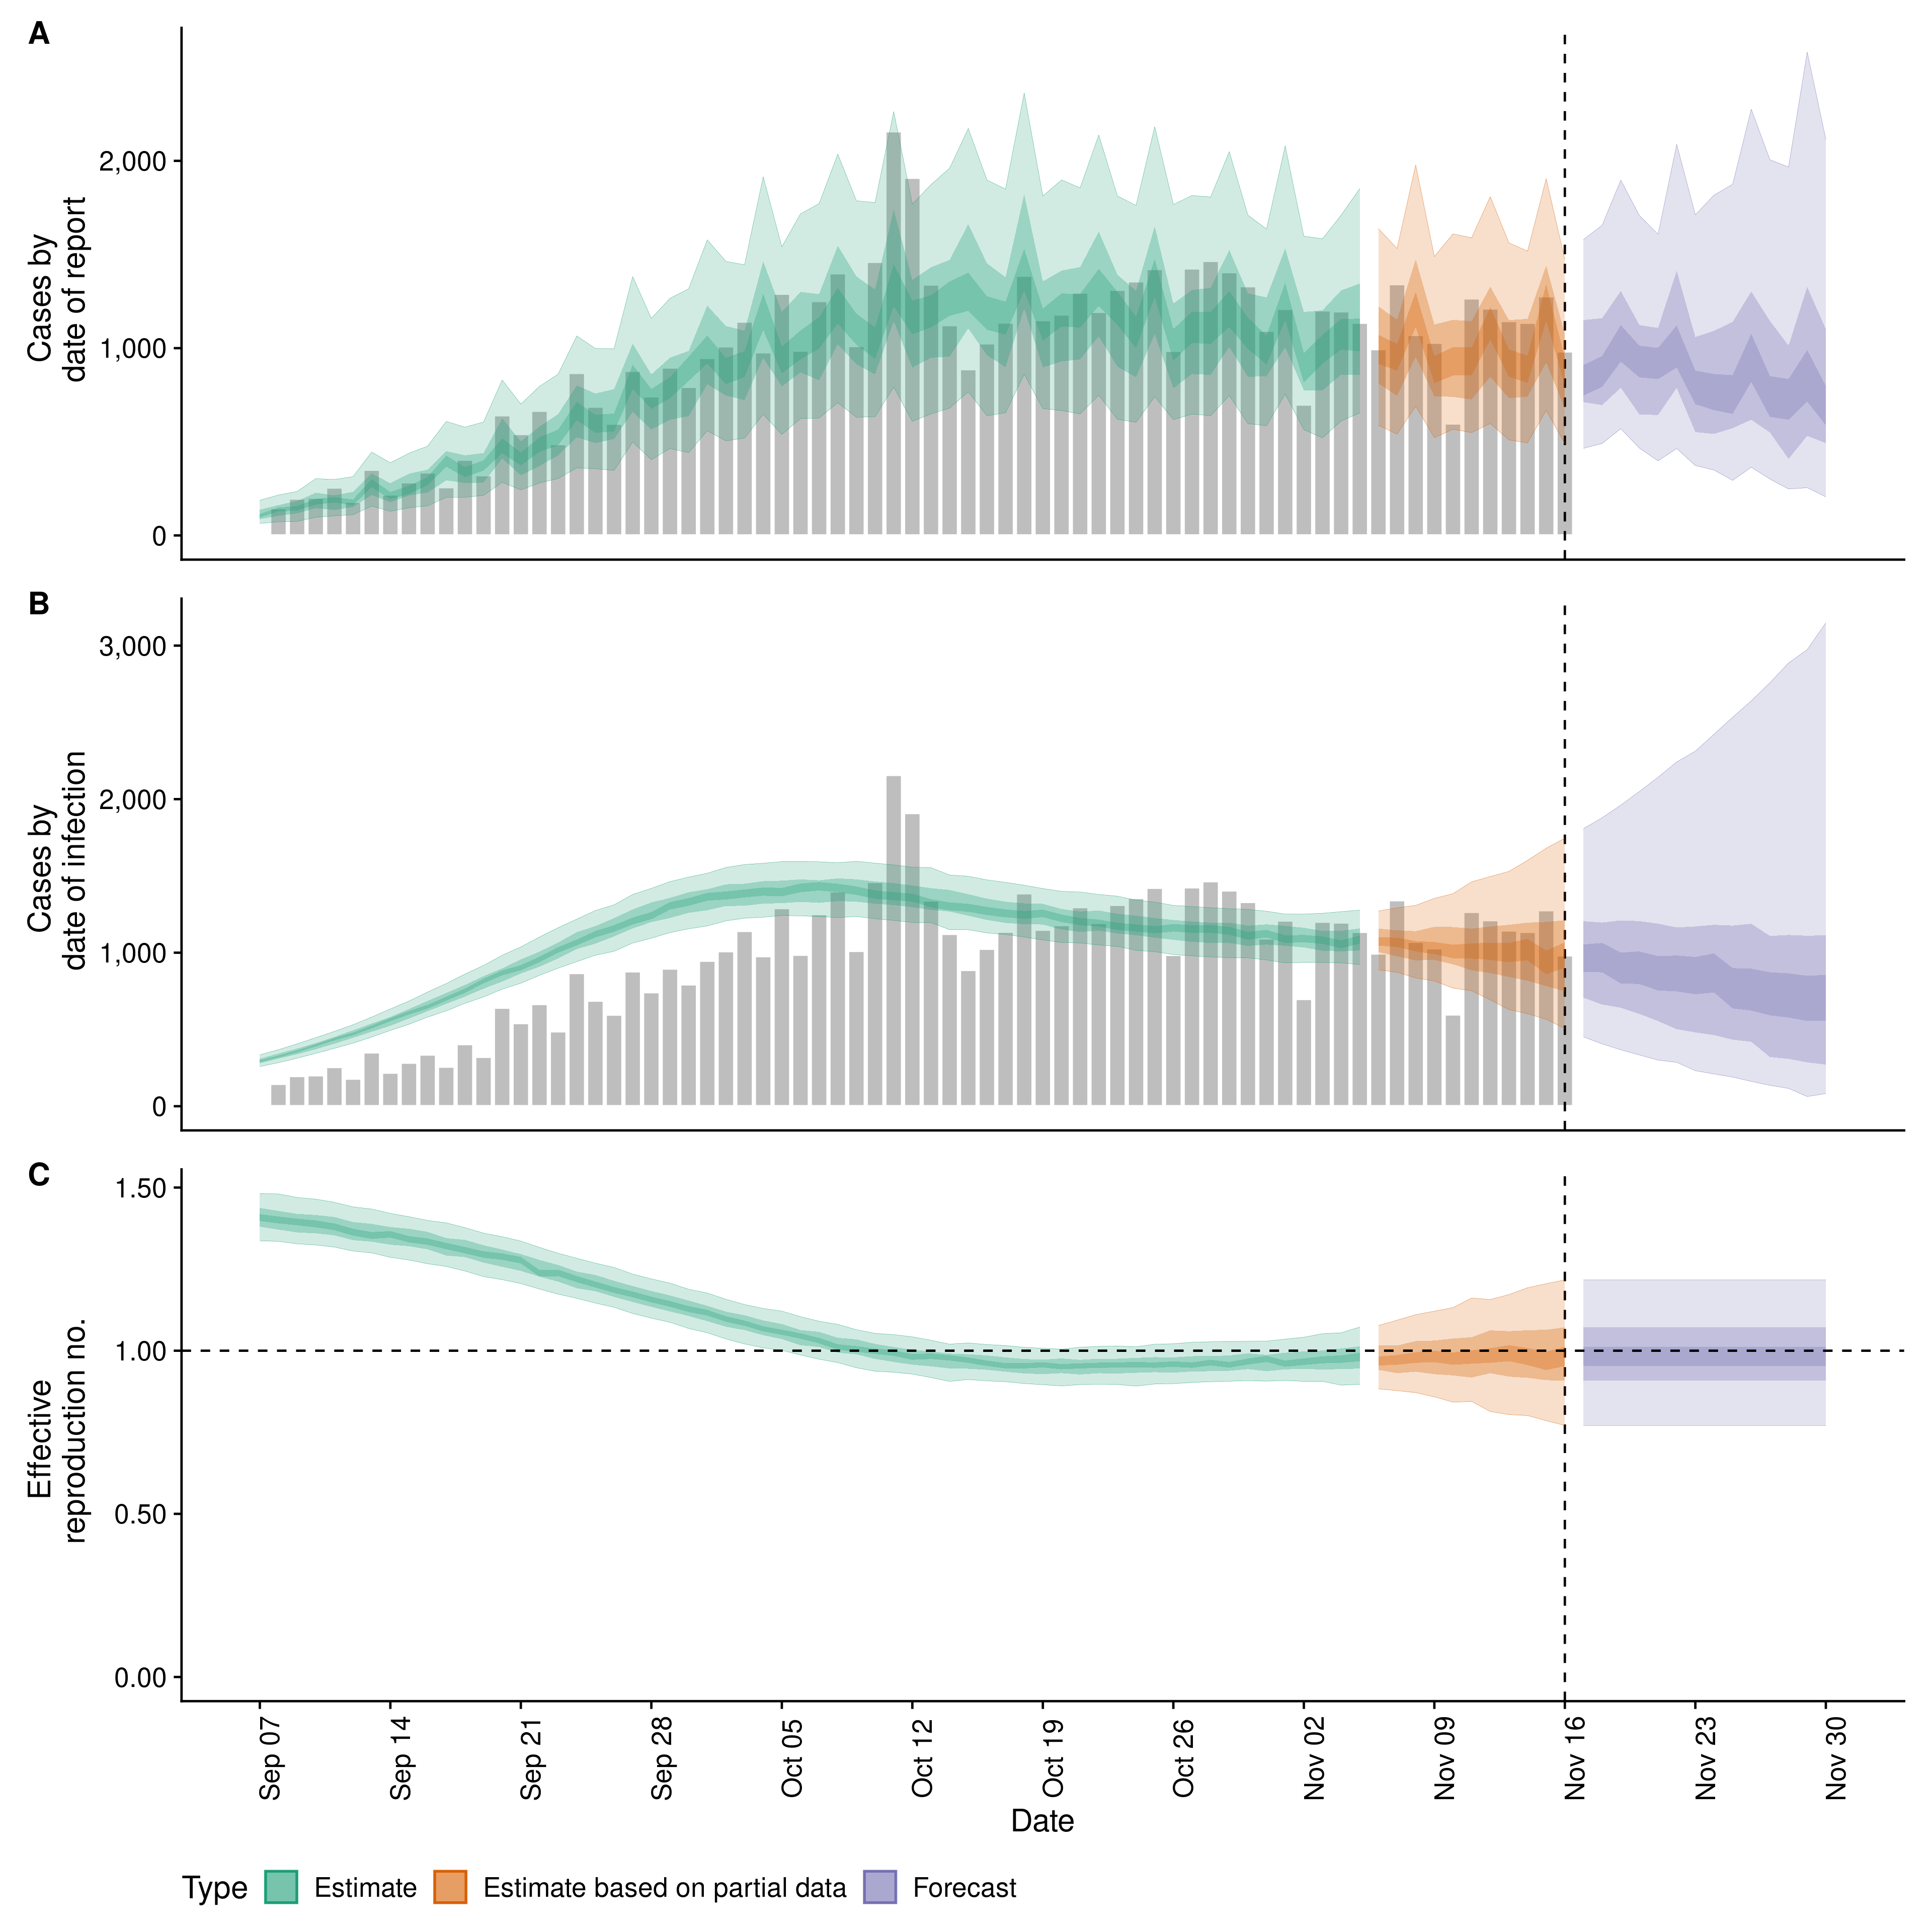 A
Cases by
date of report
2,000
1,000
0
B
Cases by
date of infection
3,000
2,000
1,000
0
C
Effective
reproduction no.
1.50
1.00
0.50
0.00
Sep 07
Sep 14
Sep 21
Sep 28
Oct 05
Oct 12
Oct 19
Oct 26
Nov 02
Nov 09
Nov 16
Nov 23
Nov 30
Date
Type Estimate Estimate based on partial data Forecast